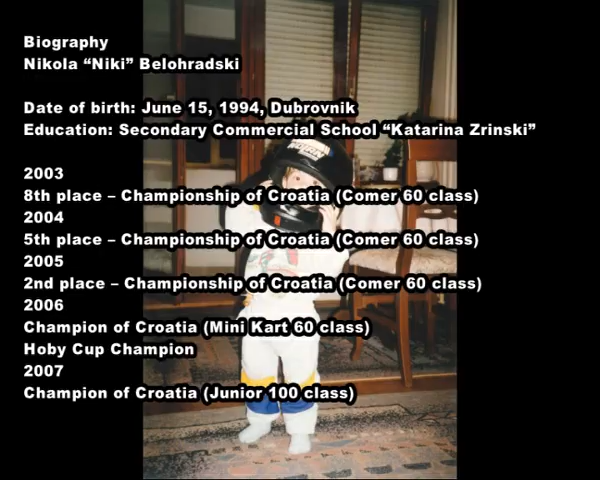 Biography
Nikola “Niki” Belohradski
Date of birth: June 15, 1994, Dubrovnik
Education: Secondary Commercial School “Katarina Zrinski”
2003
8th place – Championship of Croatia (Comer 60 class)
2004
5th place – Championship of Croatia (Comer 60 class)
2005
2nd place – Championship of Croatia (Comer 60 class)
2006
Champion of Croatia (Mini Kart 60 class)
Hoby Cup Champion
2007
Champion of Croatia (Junior 100 class)